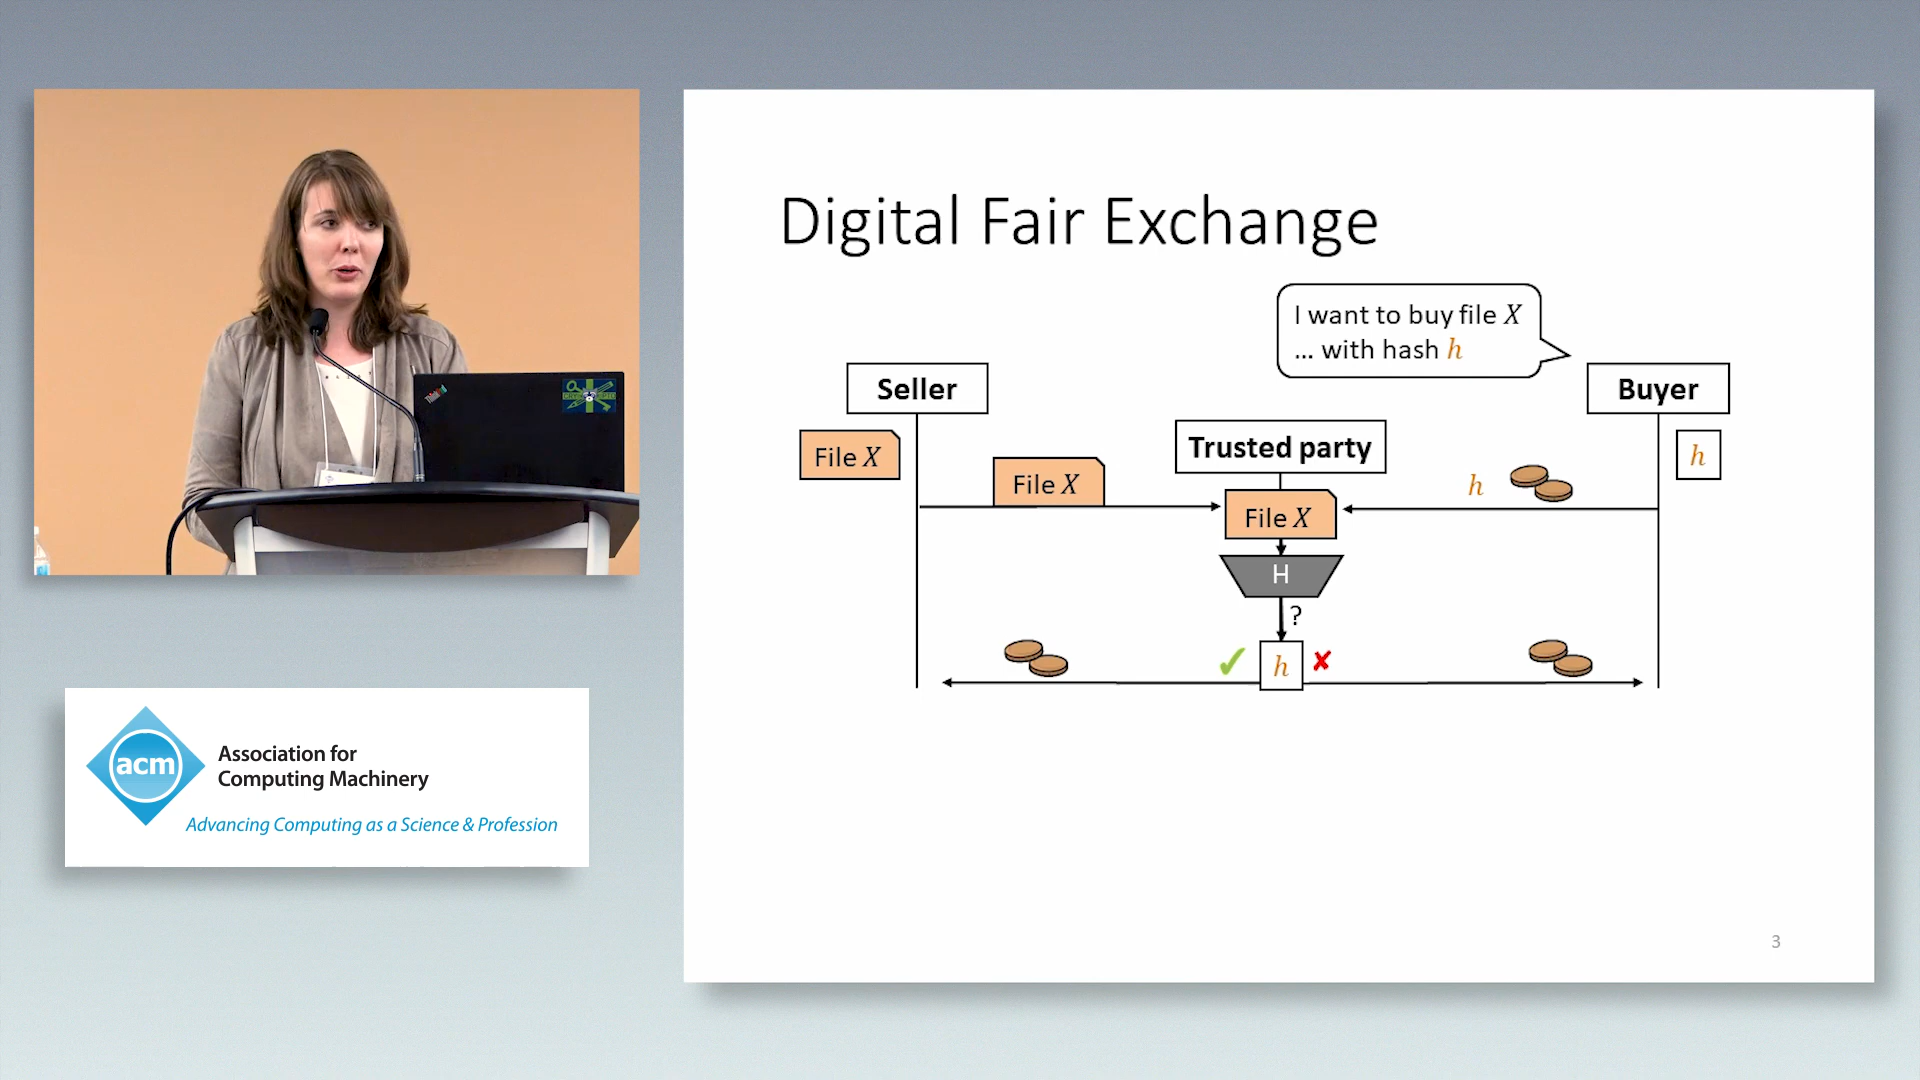 Digital Fair Exchange
I want to buy file X
... with hash h
Seller
Buyer
File X
File X
Trusted party
h
h
File X
H
?
✓ h ✘
3
acm
Association for
Computing Machinery
Advancing Computing as a Science & Profession